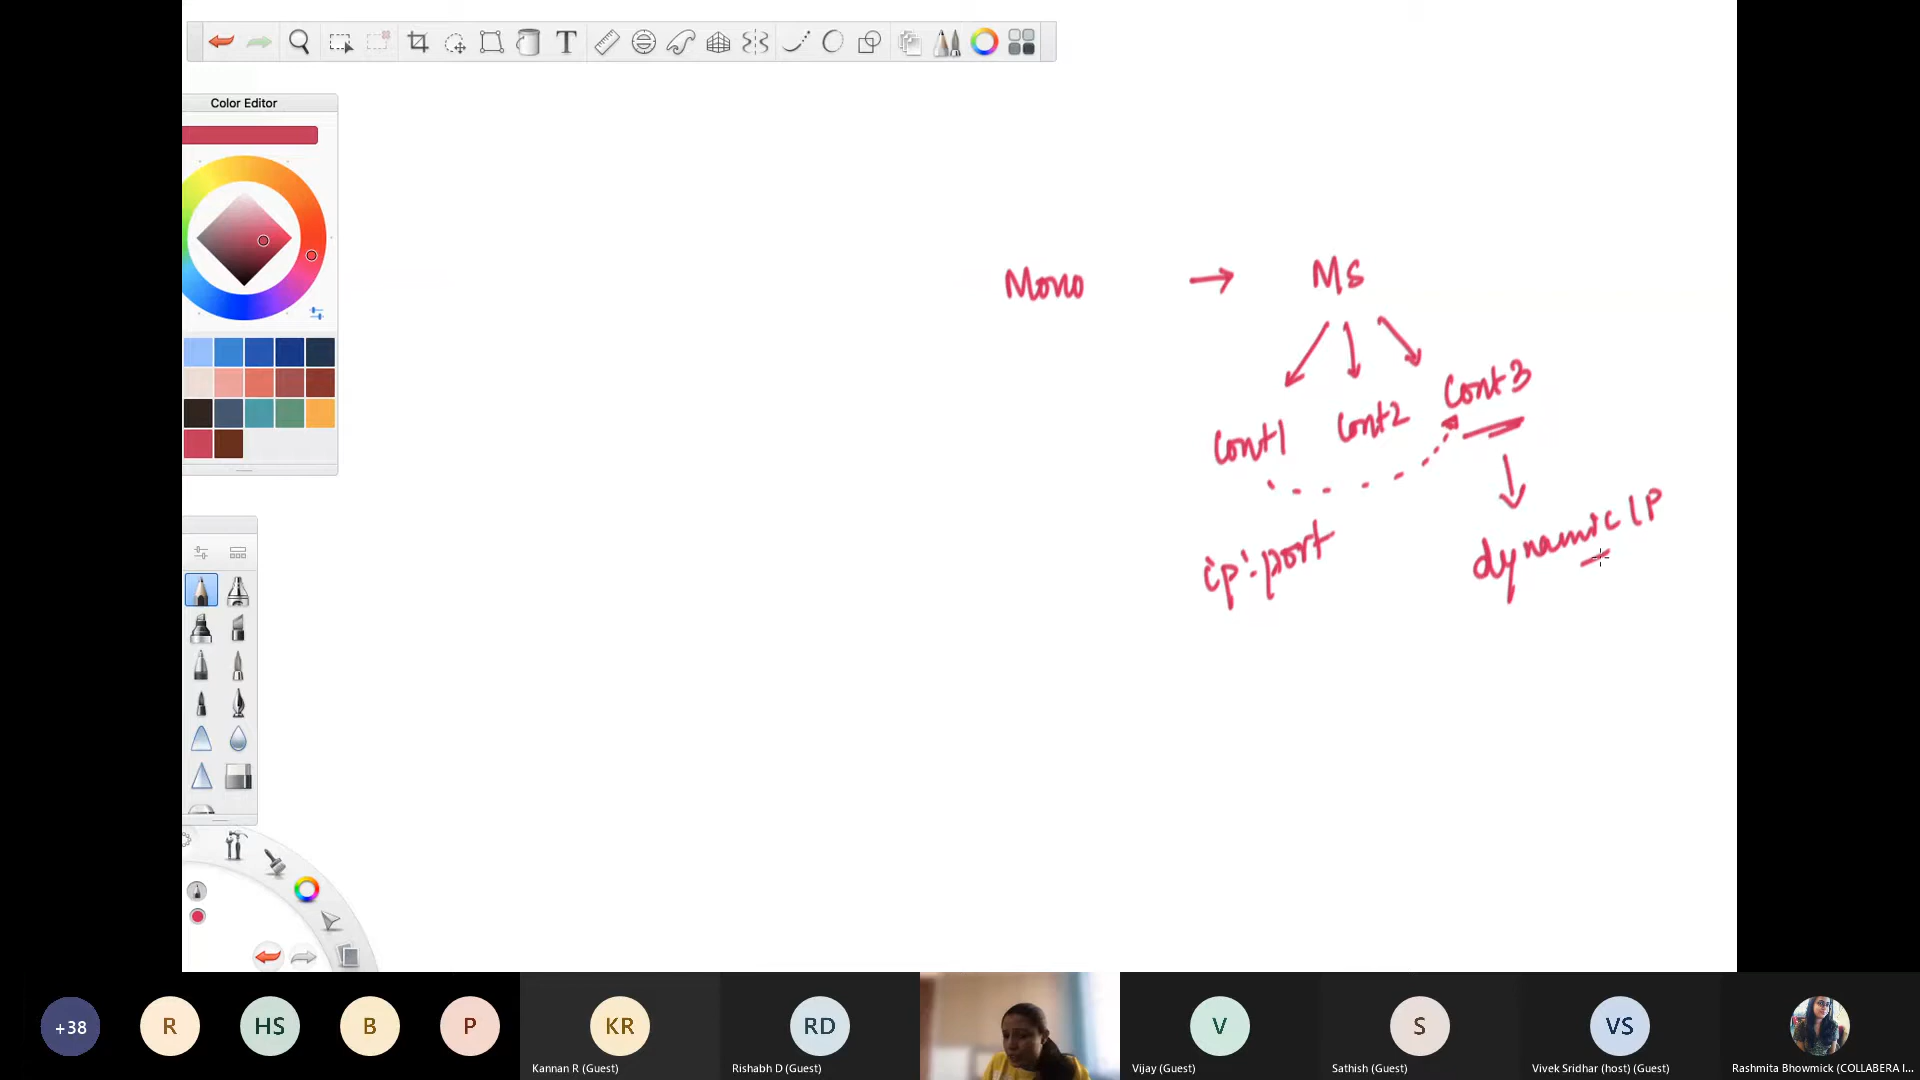 Color Editor
Mono → MS
Cont1 Cont2 Cont3
ip:port
dynamic IP
+38
R
HS
B
P
KR
RD
V
S
VS
Kannan R (Guest)
Rishabh D (Guest)
Vijay (Guest)
Sathish (Guest)
Vivek Sridhar (host) (Guest)
Rashmita Bhowmick (COLLABERA I...